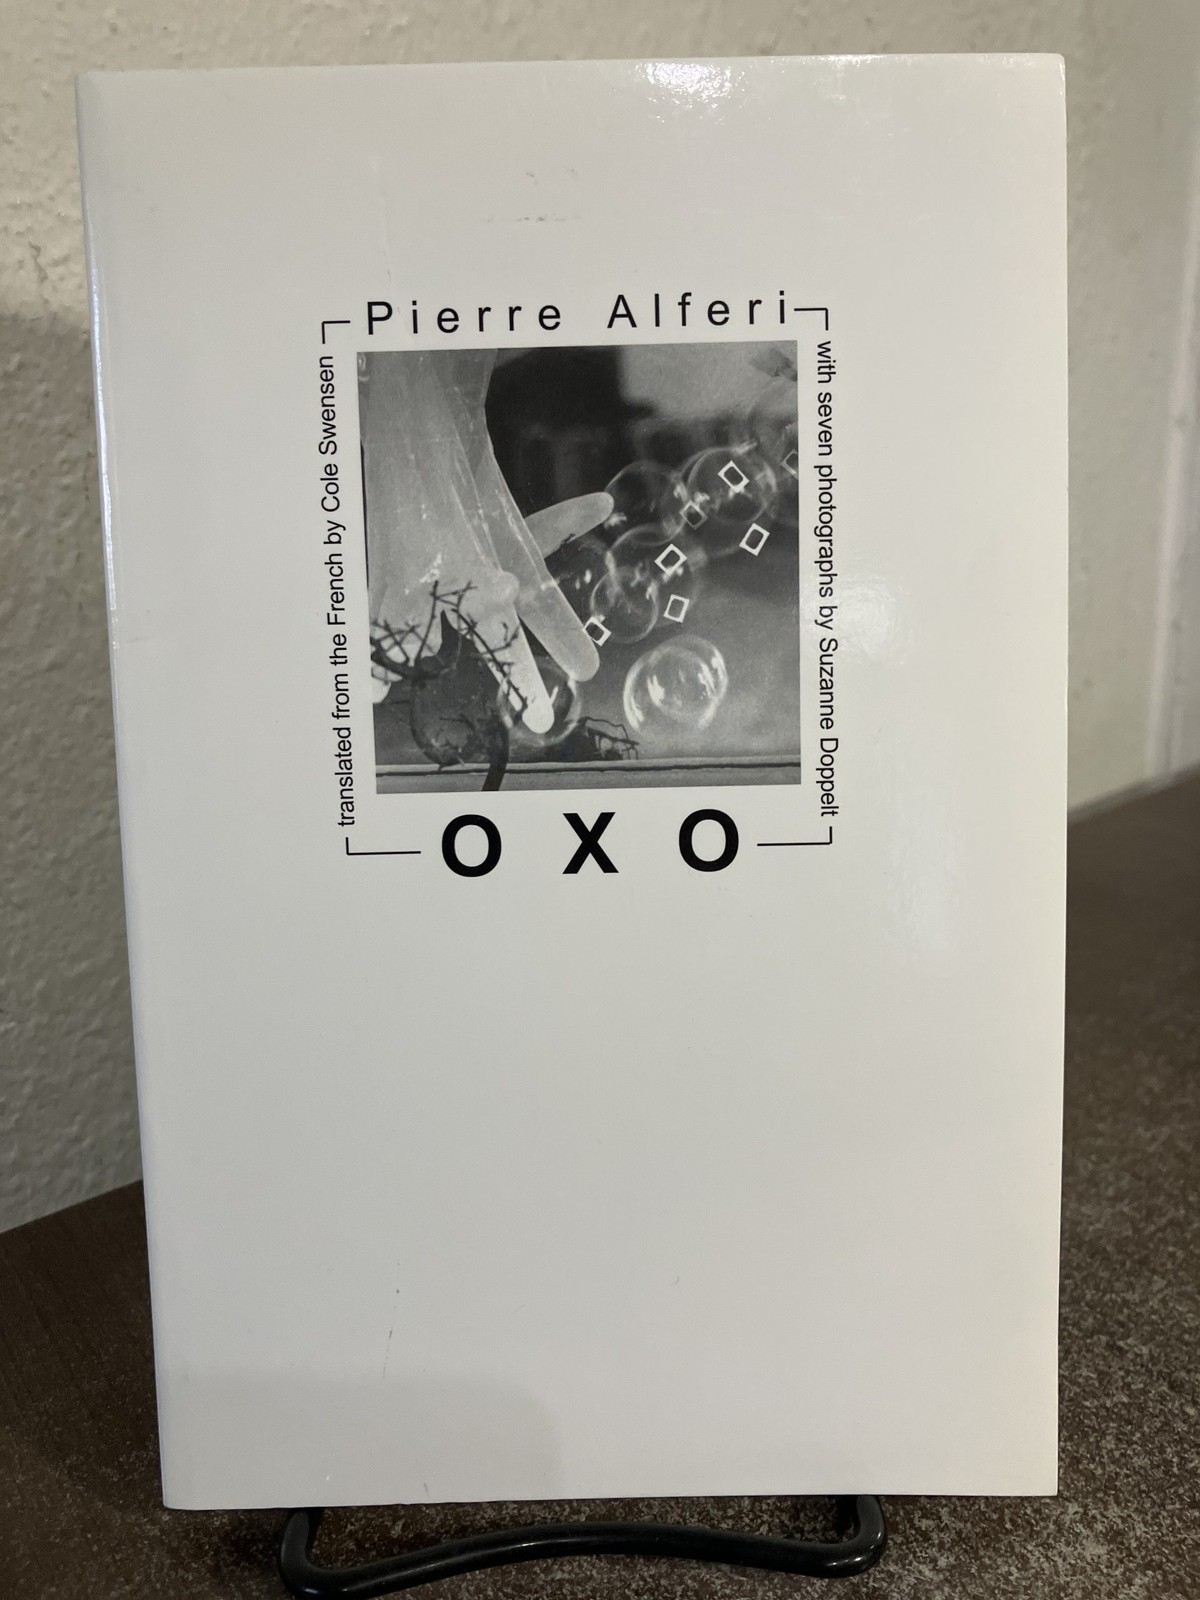 Pierre Alferi
translated from the French by Cole Swensen
with seven photographs by Suzanne Doppelt
OXO